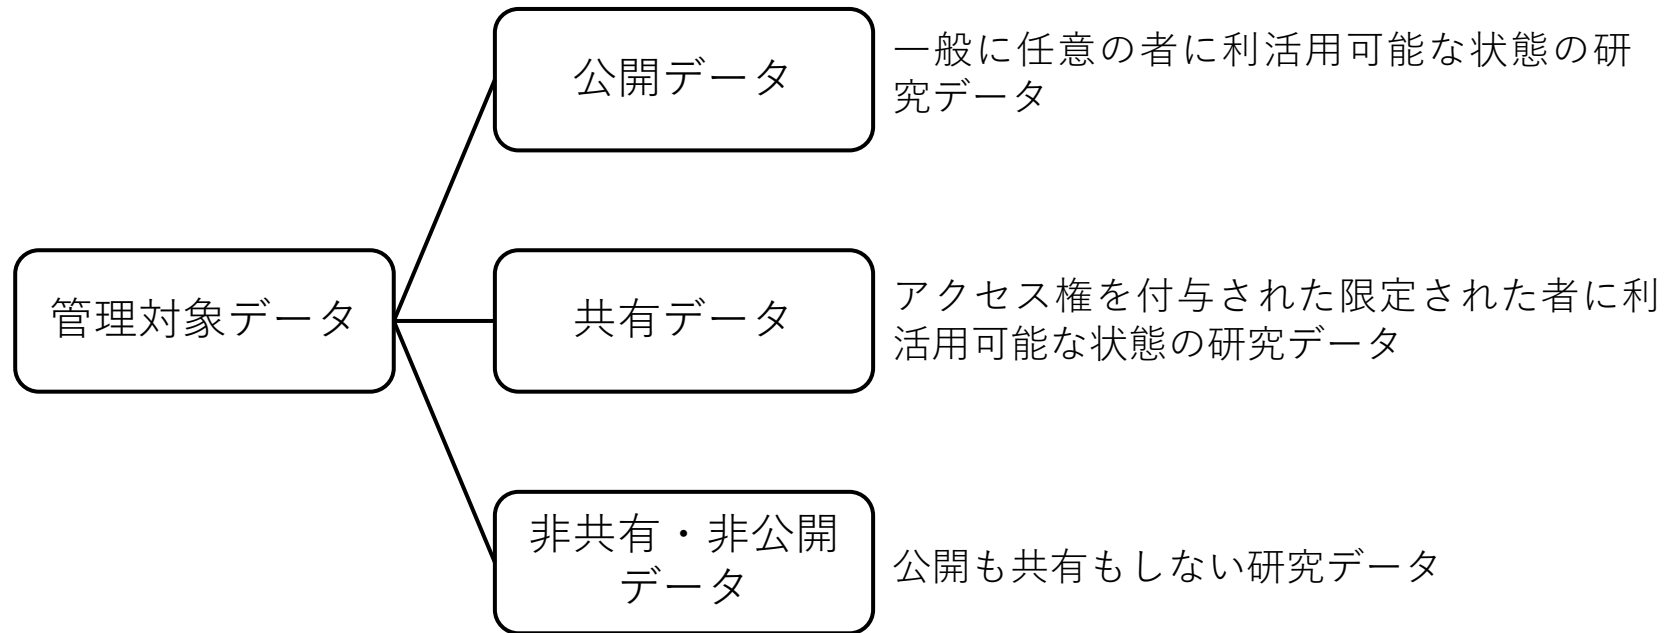 公開データ
一般に任意の者に利活用可能な状態の研
究データ
管理対象データ
共有データ
アクセス権を付与された限定された者に利
活用可能な状態の研究データ
非共有・非公開
データ
公開も共有もしない研究データ